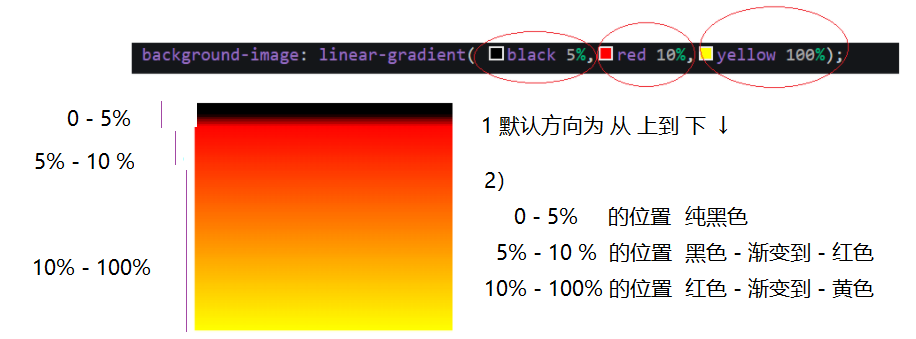 background-image: linear-gradient( black 5%, red 10%, yellow 100%);
0 - 5%
5% - 10 %
10% - 100%
1 默认方向为 从 上到 下 ↓
2）
0 - 5% 的位置 纯黑色
5% - 10 % 的位置 黑色 - 渐变到 - 红色
10% - 100% 的位置 红色 - 渐变到 - 黄色